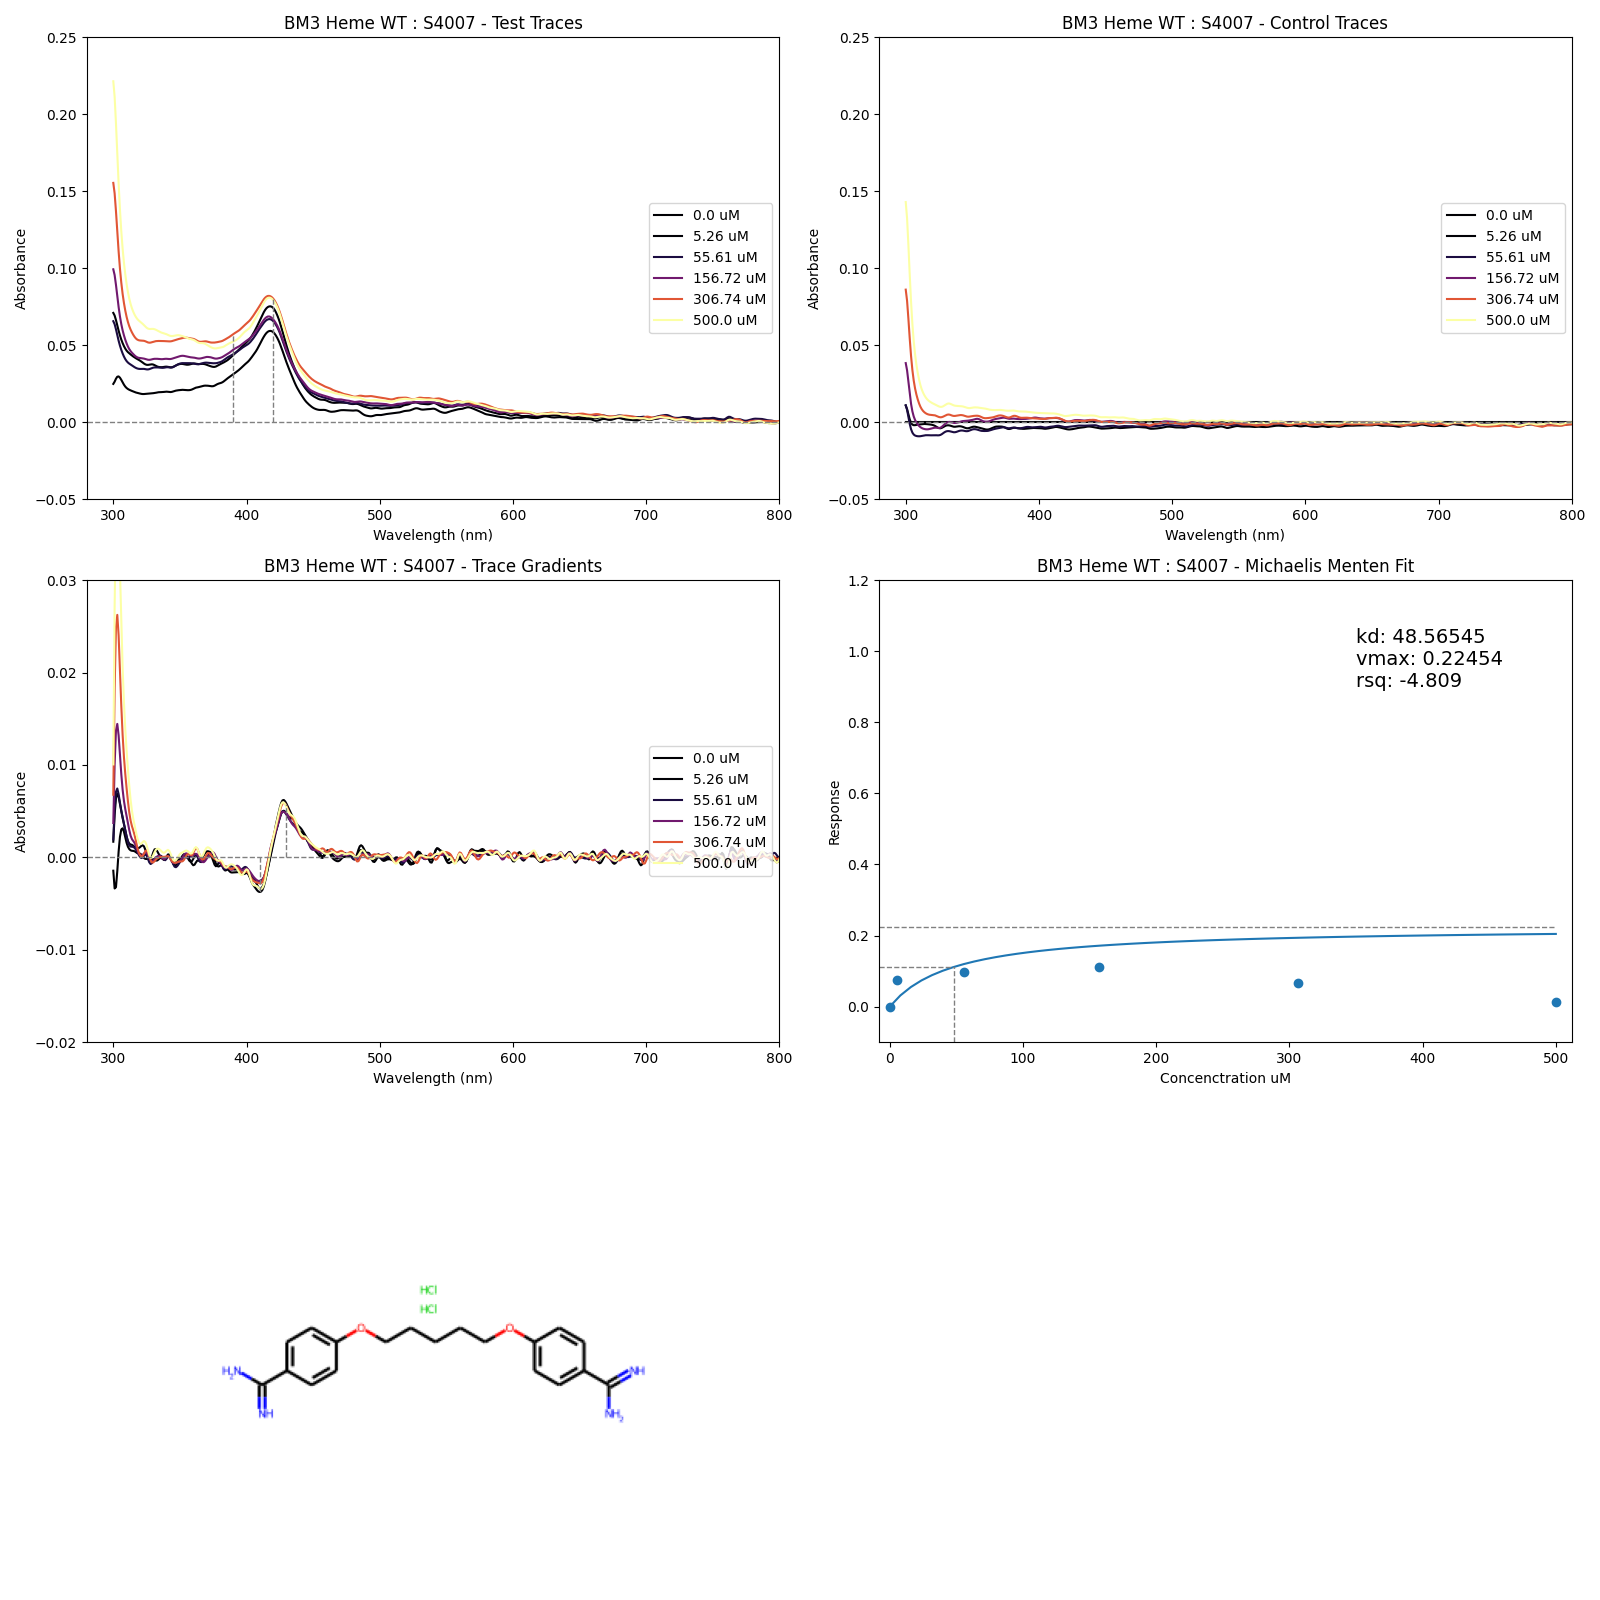 BM3 Heme WT : S4007 - Test Traces
0.25
0.20
0.15
0.10
0.05
0.00
−0.05
Absorbance
300 400 500 600 700 800
Wavelength (nm)
0.0 uM
5.26 uM
55.61 uM
156.72 uM
306.74 uM
500.0 uM
BM3 Heme WT : S4007 - Control Traces
0.25
0.20
0.15
0.10
0.05
0.00
−0.05
Absorbance
300 400 500 600 700 800
Wavelength (nm)
0.0 uM
5.26 uM
55.61 uM
156.72 uM
306.74 uM
500.0 uM
BM3 Heme WT : S4007 - Trace Gradients
0.03
0.02
0.01
0.00
−0.01
−0.02
Absorbance
300 400 500 600 700 800
Wavelength (nm)
0.0 uM
5.26 uM
55.61 uM
156.72 uM
306.74 uM
500.0 uM
BM3 Heme WT : S4007 - Michaelis Menten Fit
1.2
1.0
0.8
0.6
0.4
0.2
0.0
Response
0 100 200 300 400 500
Concenctration uM
kd: 48.56545
vmax: 0.22454
rsq: -4.809
HCl
HCl
O O
H2N NH
NH NH2